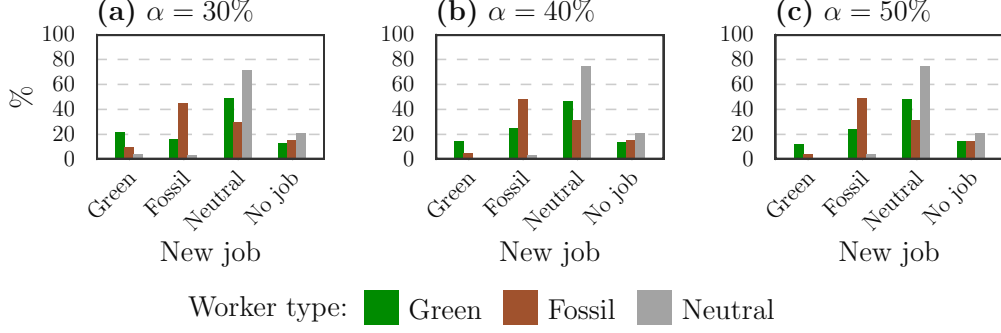 (a) α = 30%
(b) α = 40%
(c) α = 50%
%
100
80
60
40
20
0
Green
Fossil
Neutral
No job
New job
100
80
60
40
20
0
Green
Fossil
Neutral
No job
New job
100
80
60
40
20
0
Green
Fossil
Neutral
No job
New job
Worker type: Green Fossil Neutral